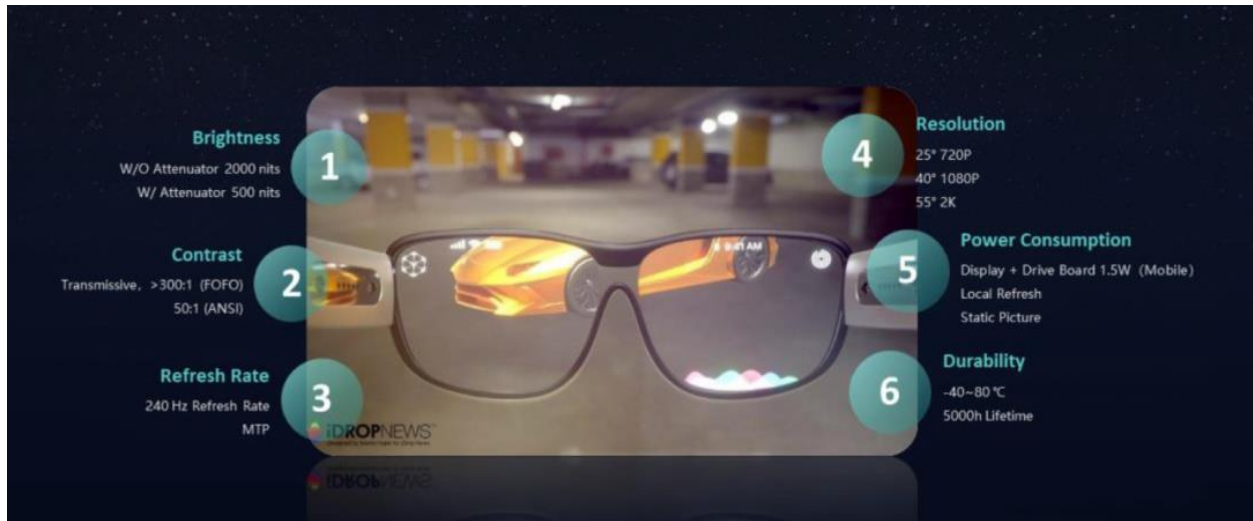 Brightness
1
W/O Attenuator 2000 nits
W/ Attenuator 500 nits
Contrast
2
Transmissive, >300:1 (FOFO)
50:1 (ANSI)
Refresh Rate
3
240 Hz Refresh Rate
MTP
9:41 AM
iDROPNEWS
Resolution
4
25° 720P
40° 1080P
55° 2K
Power Consumption
5
Display + Drive Board 1.5W (Mobile)
Local Refresh
Static Picture
Durability
6
-40~80 ℃
5000h Lifetime